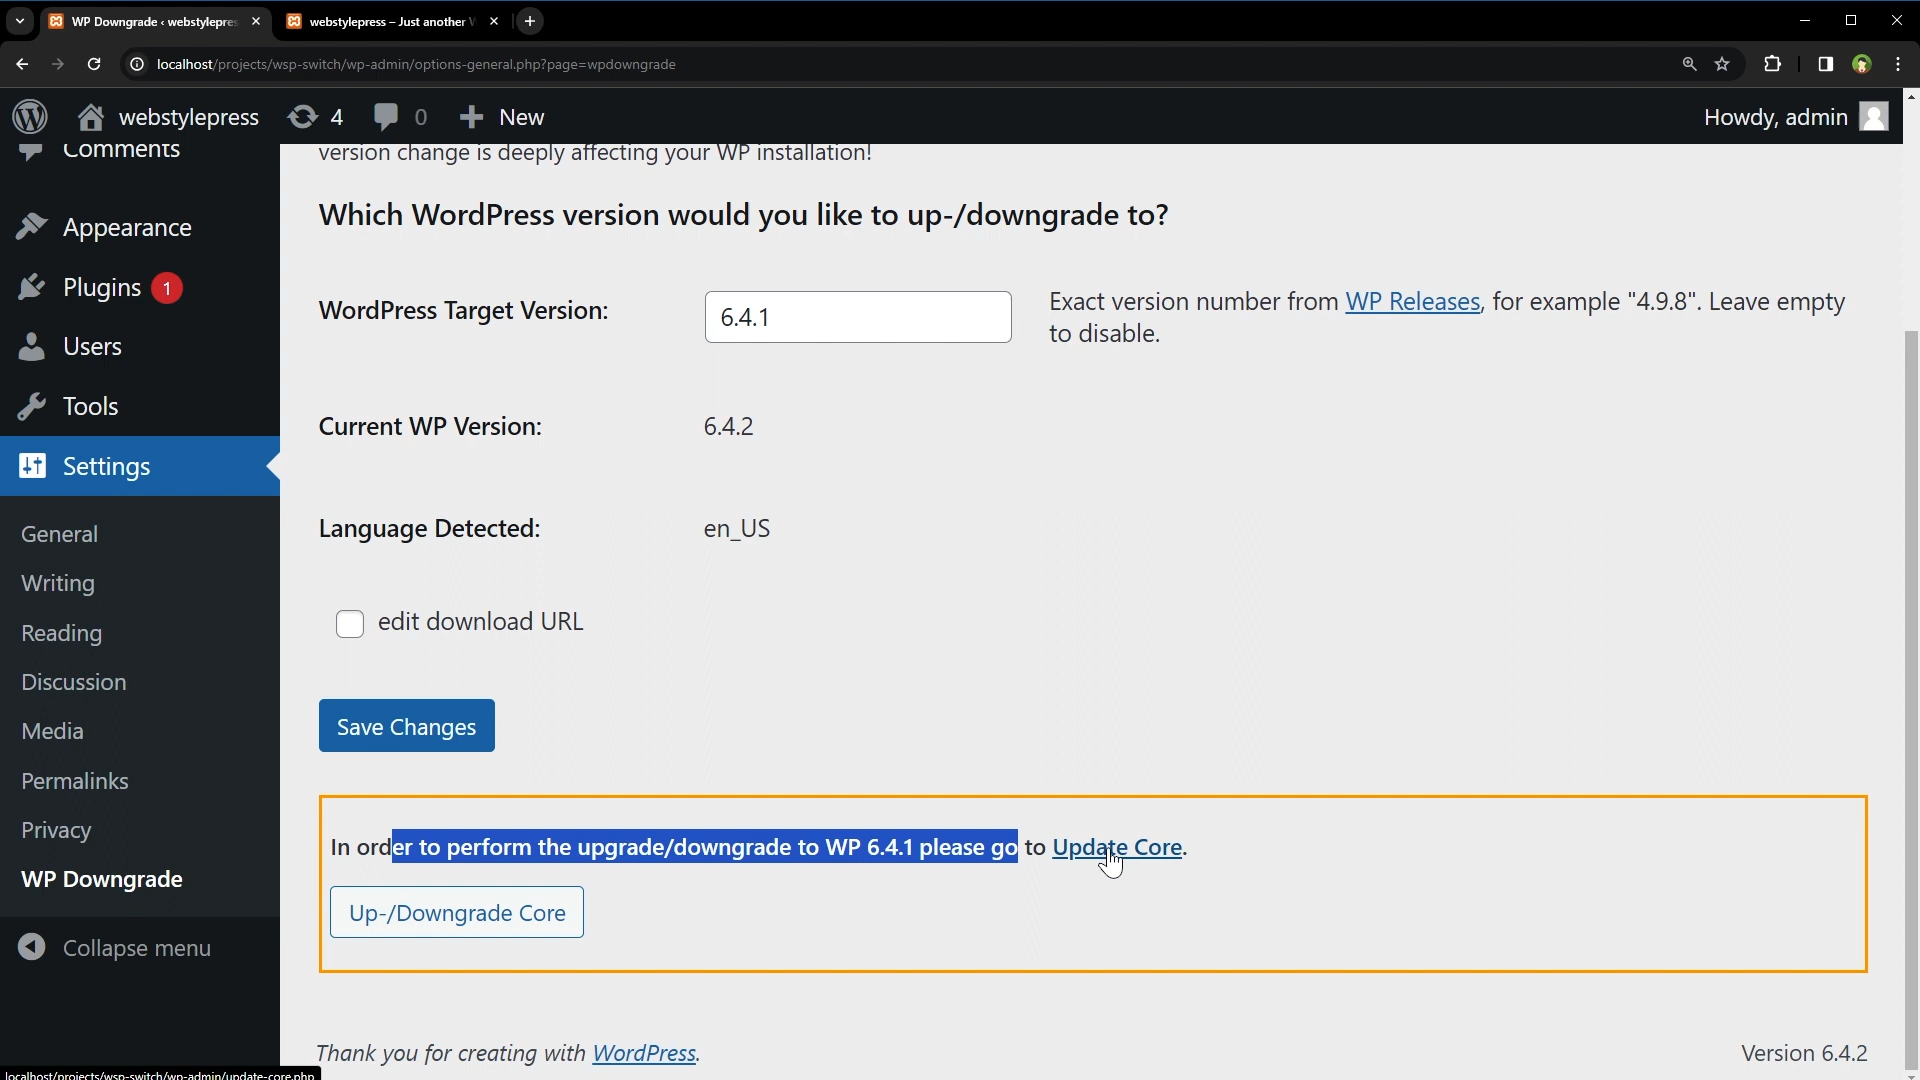 WP Downgrade ‹ webstylepres
webstylepress – Just another W
localhost/projects/wsp-switch/wp-admin/options-general.php?page=wpdowngrade
webstylepress
4
0
New
Howdy, admin
Comments
Appearance
Plugins 1
Users
Tools
Settings
General
Writing
Reading
Discussion
Media
Permalinks
Privacy
WP Downgrade
Collapse menu
version change is deeply affecting your WP installation!
Which WordPress version would you like to up-/downgrade to?
WordPress Target Version:
6.4.1
Exact version number from WP Releases, for example "4.9.8". Leave empty
to disable.
Current WP Version:
6.4.2
Language Detected:
en_US
edit download URL
Save Changes
In order to perform the upgrade/downgrade to WP 6.4.1 please go to Update Core.
Up-/Downgrade Core
Thank you for creating with WordPress.
Version 6.4.2
localhost/projects/wsp-switch/wp-admin/update-core.php